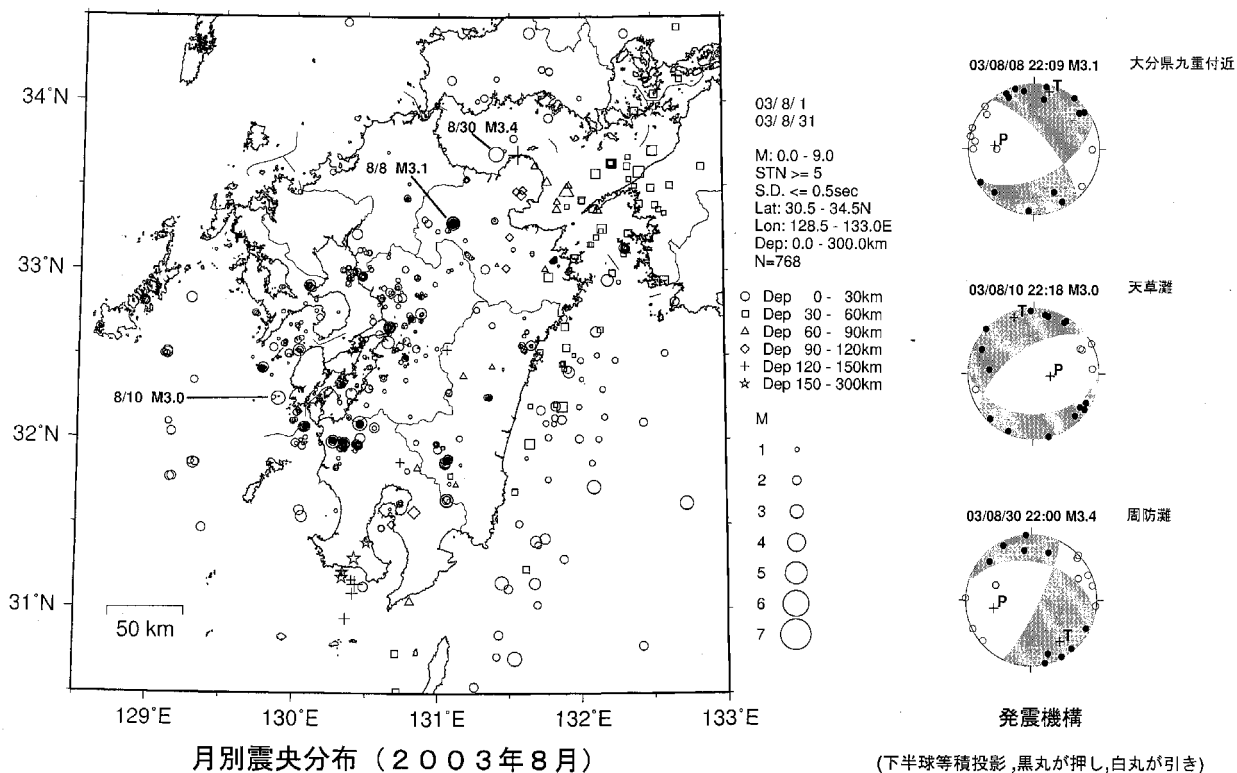 34°N
33°N
32°N
31°N
129°E
130°E
131°E
132°E
133°E
8/30 M3.4
8/8 M3.1
8/10 M3.0
50 km
月別震央分布（２００３年８月）
03/ 8/ 1
03/ 8/ 31
M: 0.0 - 9.0
STN >= 5
S.D. <= 0.5sec
Lat: 30.5 - 34.5N
Lon: 128.5 - 133.0E
Dep: 0.0 - 300.0km
N=768
Dep 0 - 30km
Dep 30 - 60km
Dep 60 - 90km
Dep 90 - 120km
Dep 120 - 150km
Dep 150 - 300km
M
1
2
3
4
5
6
7
03/08/08 22:09 M3.1 大分県九重付近
T
P
03/08/10 22:18 M3.0 天草灘
T
P
03/08/30 22:00 M3.4 周防灘
P
T
発震機構
(下半球等積投影,黒丸が押し,白丸が引き)